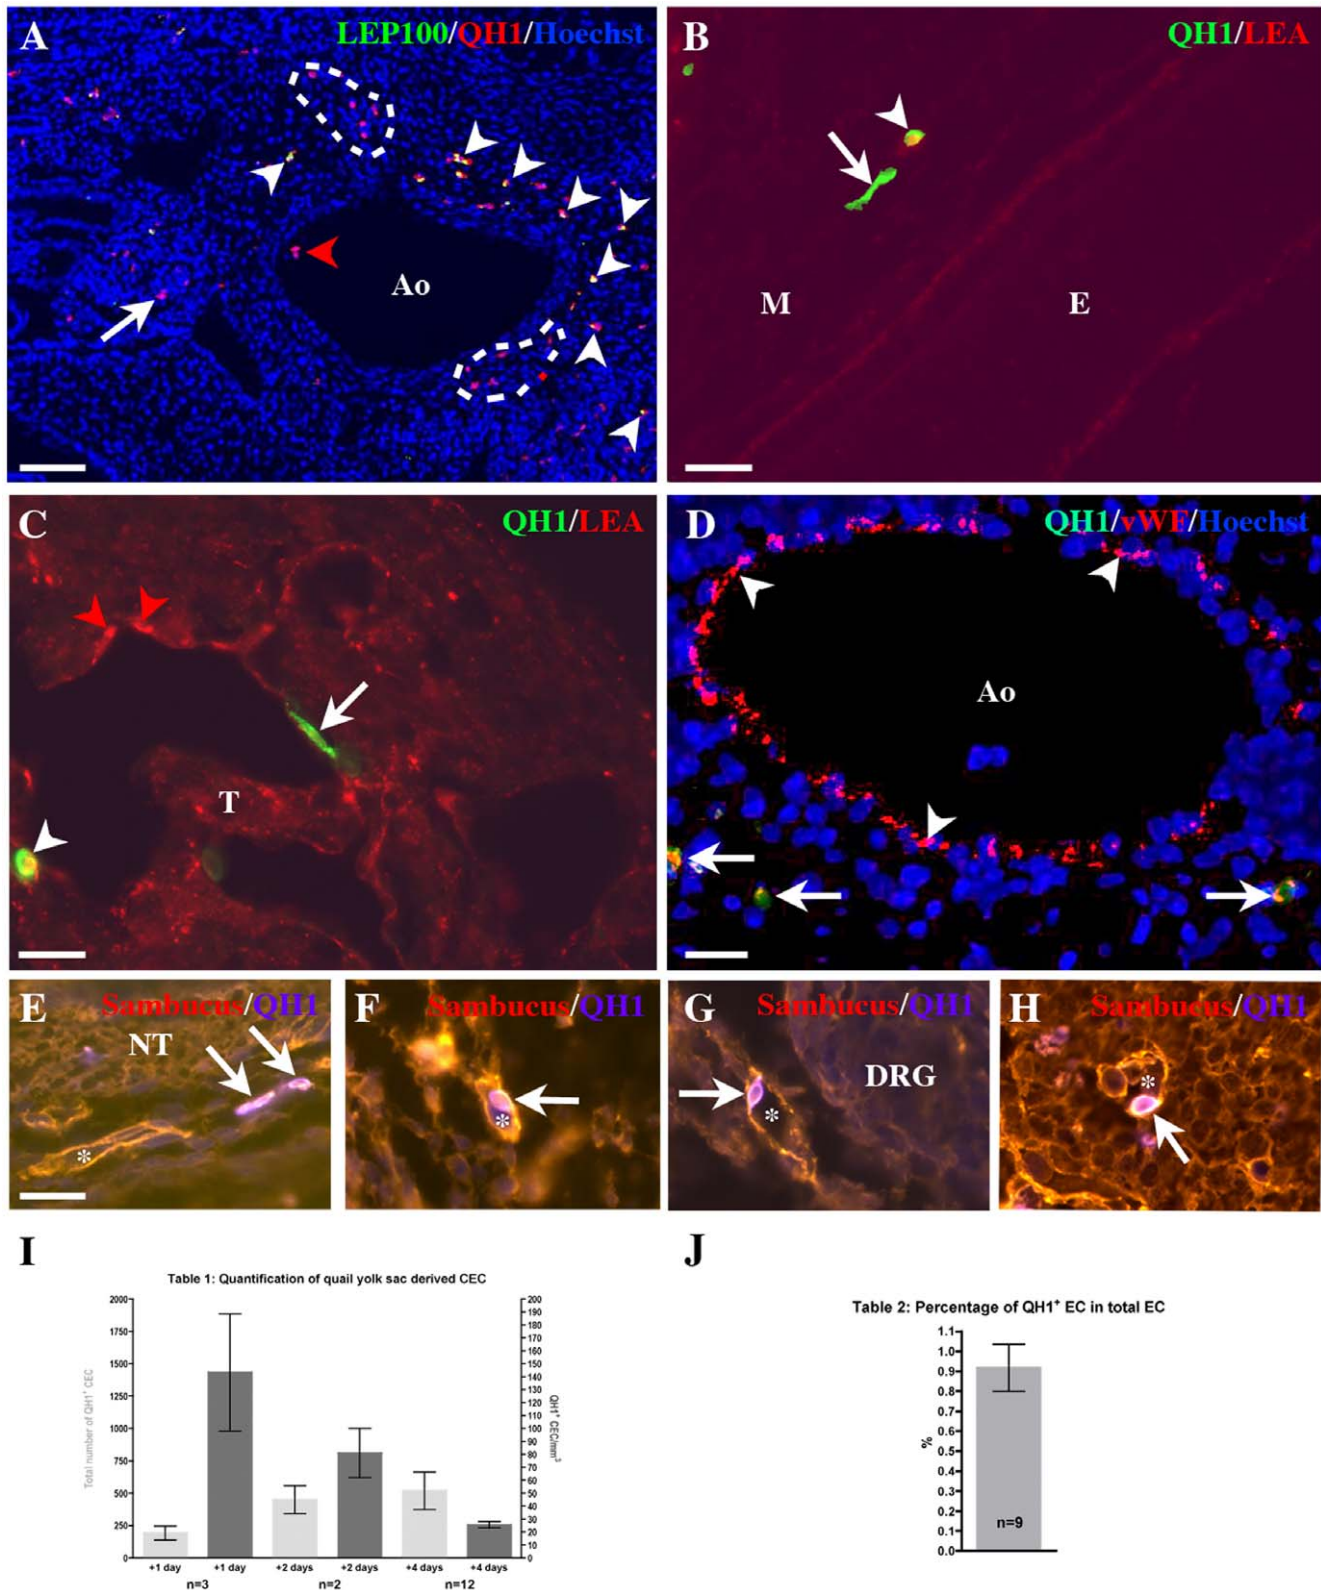 A
LEP100/QH1/Hoechst
Ao
B
QH1/LEA
M
E
C
QH1/LEA
T
D
QH1/vWF/Hoechst
Ao
E
Sambucus/QH1
NT
*
F
Sambucus/QH1
*
G
Sambucus/QH1
DRG
*
H
Sambucus/QH1
*
I
Table 1: Quantification of quail yolk sac derived CEC
Total number of QH1⁺ CEC
2000
1750
1500
1250
1000
750
500
250
0
200
190
180
170
160
150
140
130
120
110
100
90
80
70
60
50
40
30
20
10
0
QH1⁺ CEC/mm³
+1 day
+1 day
+2 days
+2 days
+4 days
+4 days
n=3
n=2
n=12
J
Table 2: Percentage of QH1⁺ EC in total EC
%
1.1
1.0
0.9
0.8
0.7
0.6
0.5
0.4
0.3
0.2
0.1
0.0
n=9